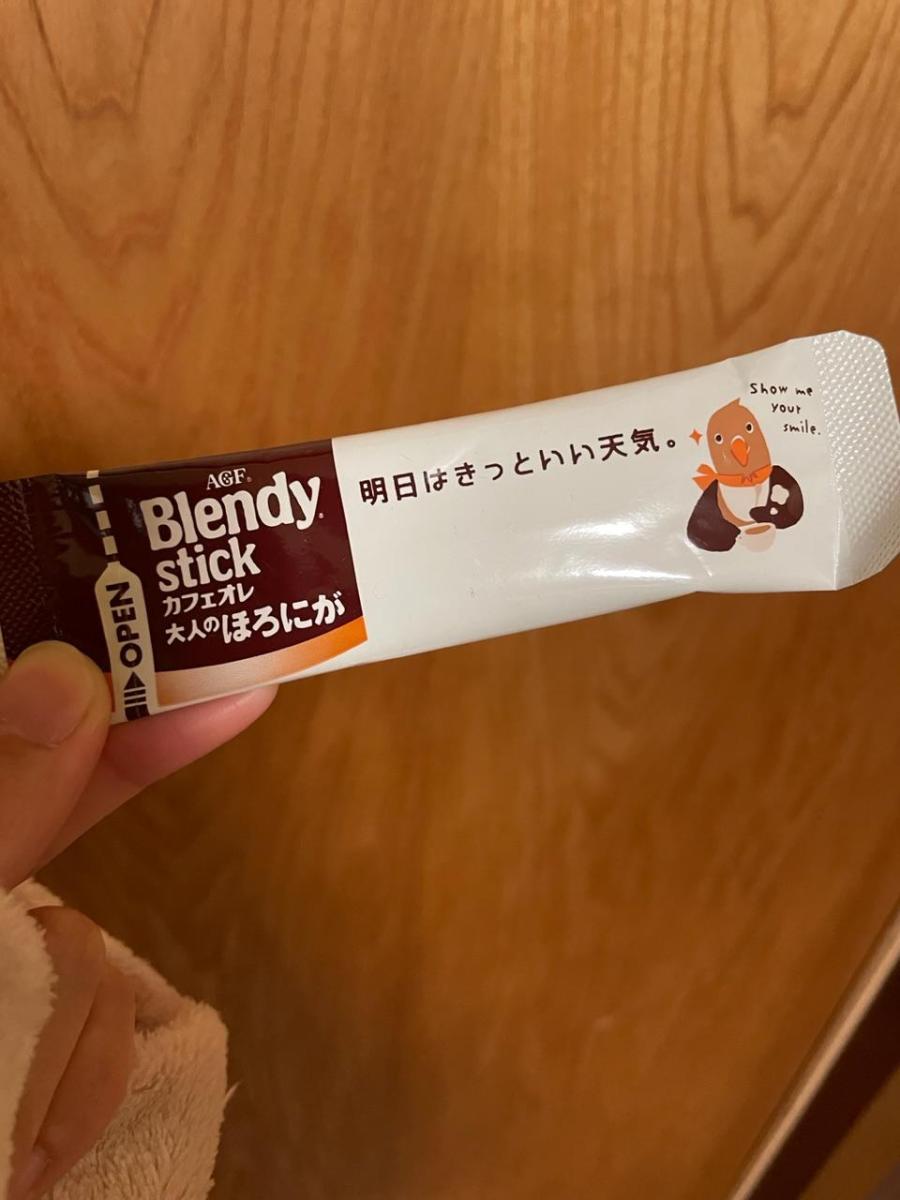 AGF®
Blendy®
stick
カフェオレ
大人のほろにが
OPEN
明日はきっといい天気。
Show me
your
smile.